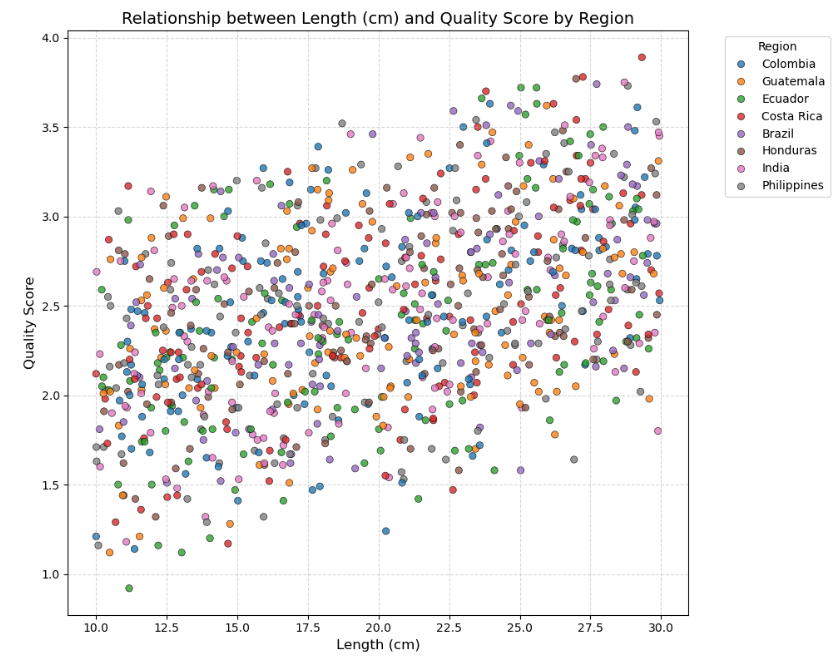 Relationship between Length (cm) and Quality Score by Region
Region
Colombia
Guatemala
Ecuador
Costa Rica
Brazil
Honduras
India
Philippines
Quality Score
4.0
3.5
3.0
2.5
2.0
1.5
1.0
10.0 12.5 15.0 17.5 20.0 22.5 25.0 27.5 30.0
Length (cm)